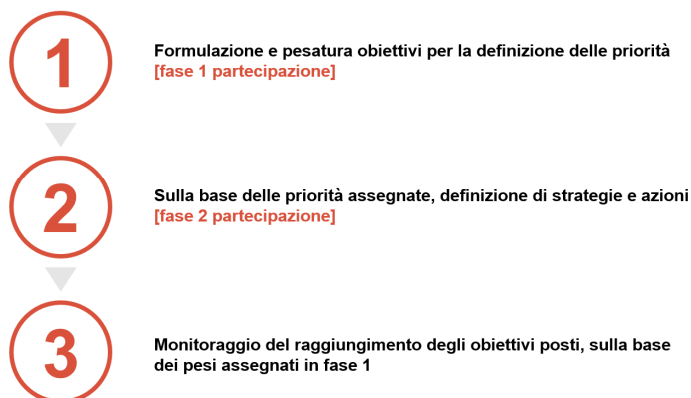 1
Formulazione e pesatura obiettivi per la definizione delle priorità
[fase 1 partecipazione]
2
Sulla base delle priorità assegnate, definizione di strategie e azioni
[fase 2 partecipazione]
3
Monitoraggio del raggiungimento degli obiettivi posti, sulla base
dei pesi assegnati in fase 1